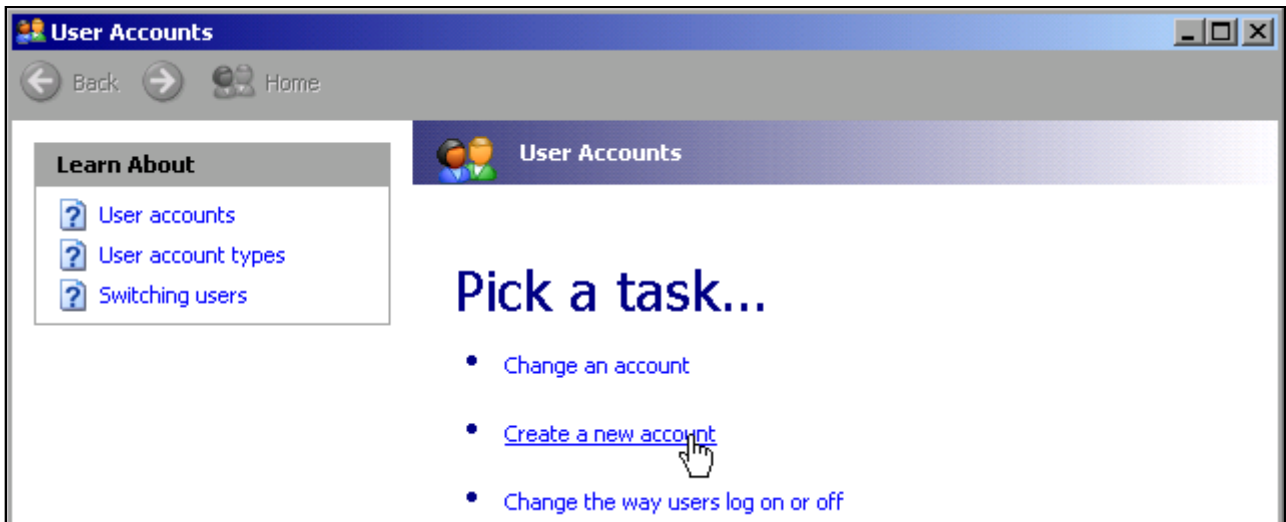 User Accounts
Back
Home
Learn About
User accounts
User account types
Switching users
User Accounts
Pick a task...
• Change an account
• Create a new account
• Change the way users log on or off